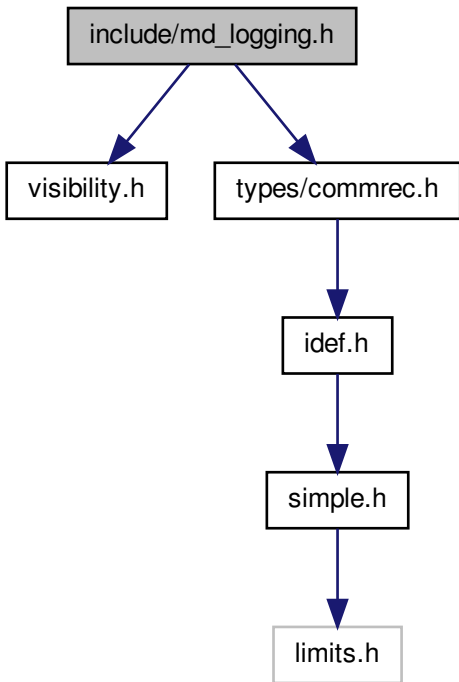 include/md_logging.h
visibility.h
types/commrec.h
idef.h
simple.h
limits.h